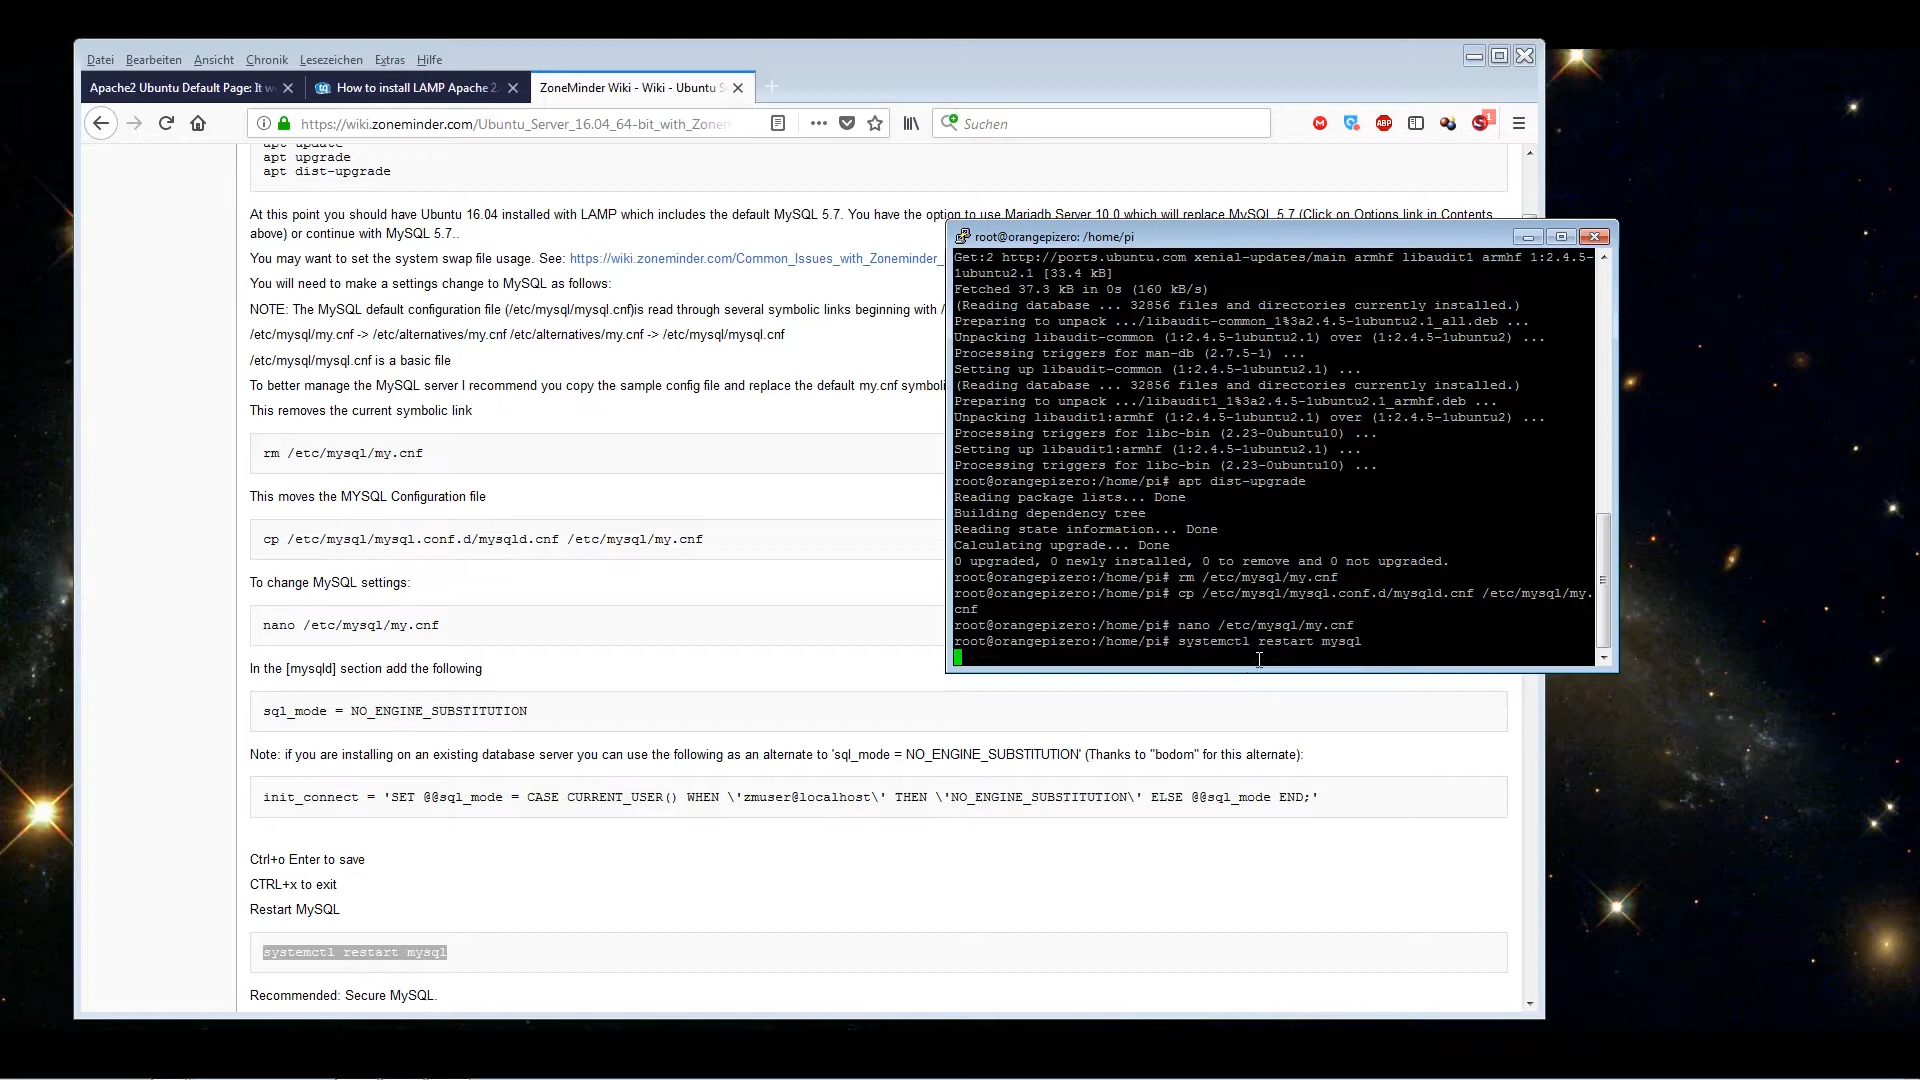 Datei Bearbeiten Ansicht Chronik Lesezeichen Extras Hilfe
Apache2 Ubuntu Default Page: It w
How to install LAMP Apache 2.
ZoneMinder Wiki - Wiki - Ubuntu S
https://wiki.zoneminder.com/Ubuntu_Server_16.04_64-bit_with_Zonem
Suchen
ABP
1
apt update
apt upgrade
apt dist-upgrade
At this point you should have Ubuntu 16.04 installed with LAMP which includes the default MySQL 5.7. You have the option to use Mariadb Server 10.0 which will replace MySQL 5.7 (Click on Options link in Contents
above) or continue with MySQL 5.7..
You may want to set the system swap file usage. See: https://wiki.zoneminder.com/Common_Issues_with_Zoneminder_
You will need to make a settings change to MySQL as follows:
NOTE: The MySQL default configuration file (/etc/mysql/mysql.cnf)is read through several symbolic links beginning with /
/etc/mysql/my.cnf -> /etc/alternatives/my.cnf /etc/alternatives/my.cnf -> /etc/mysql/mysql.cnf
/etc/mysql/mysql.cnf is a basic file
To better manage the MySQL server I recommend you copy the sample config file and replace the default my.cnf symboli
This removes the current symbolic link
rm /etc/mysql/my.cnf
This moves the MYSQL Configuration file
cp /etc/mysql/mysql.conf.d/mysqld.cnf /etc/mysql/my.cnf
To change MySQL settings:
nano /etc/mysql/my.cnf
In the [mysqld] section add the following
sql_mode = NO_ENGINE_SUBSTITUTION
Note: if you are installing on an existing database server you can use the following as an alternate to 'sql_mode = NO_ENGINE_SUBSTITUTION' (Thanks to "bodom" for this alternate):
init_connect = 'SET @@sql_mode = CASE CURRENT_USER() WHEN \'zmuser@localhost\' THEN \'NO_ENGINE_SUBSTITUTION\' ELSE @@sql_mode END;'
Ctrl+o Enter to save
CTRL+x to exit
Restart MySQL
systemctl restart mysql
Recommended: Secure MySQL.
root@orangepizero: /home/pi
Get:2 http://ports.ubuntu.com xenial-updates/main armhf libaudit1 armhf 1:2.4.5-
1ubuntu2.1 [33.4 kB]
Fetched 37.3 kB in 0s (160 kB/s)
(Reading database ... 32856 files and directories currently installed.)
Preparing to unpack .../libaudit-common_1%3a2.4.5-1ubuntu2.1_all.deb ...
Unpacking libaudit-common (1:2.4.5-1ubuntu2.1) over (1:2.4.5-1ubuntu2) ...
Processing triggers for man-db (2.7.5-1) ...
Setting up libaudit-common (1:2.4.5-1ubuntu2.1) ...
(Reading database ... 32856 files and directories currently installed.)
Preparing to unpack .../libaudit1_1%3a2.4.5-1ubuntu2.1_armhf.deb ...
Unpacking libaudit1:armhf (1:2.4.5-1ubuntu2.1) over (1:2.4.5-1ubuntu2) ...
Processing triggers for libc-bin (2.23-0ubuntu10) ...
Setting up libaudit1:armhf (1:2.4.5-1ubuntu2.1) ...
Processing triggers for libc-bin (2.23-0ubuntu10) ...
root@orangepizero:/home/pi# apt dist-upgrade
Reading package lists... Done
Building dependency tree
Reading state information... Done
Calculating upgrade... Done
0 upgraded, 0 newly installed, 0 to remove and 0 not upgraded.
root@orangepizero:/home/pi# rm /etc/mysql/my.cnf
root@orangepizero:/home/pi# cp /etc/mysql/mysql.conf.d/mysqld.cnf /etc/mysql/my.
cnf
root@orangepizero:/home/pi# nano /etc/mysql/my.cnf
root@orangepizero:/home/pi# systemctl restart mysql